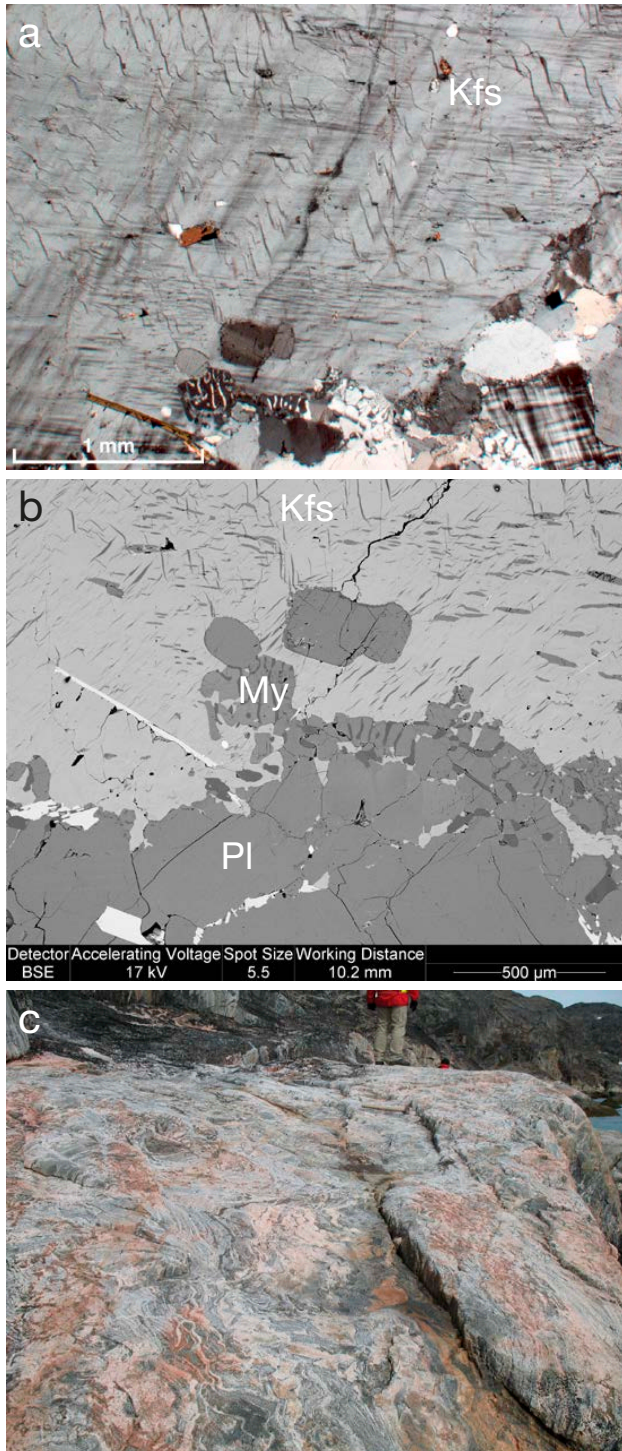 a
Kfs
1 mm
b
Kfs
My
Pl
Detector Accelerating Voltage Spot Size Working Distance
BSE 17 kV 5.5 10.2 mm 500 µm
c